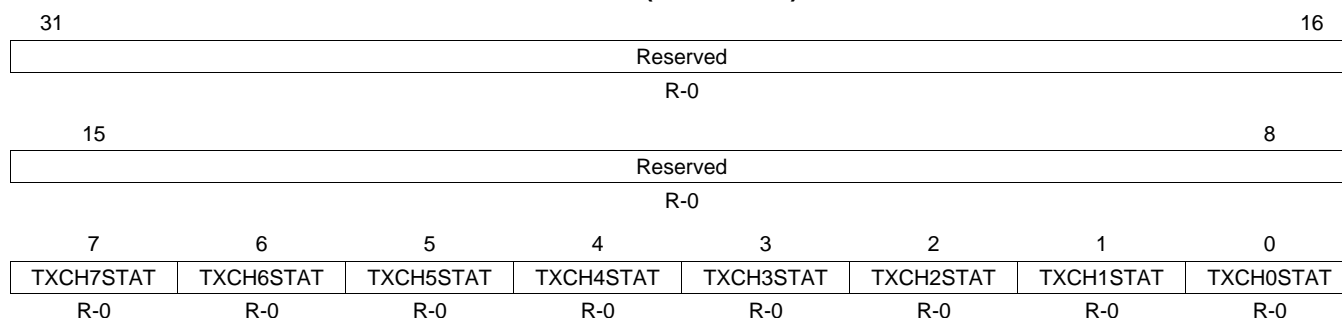 31 16
Reserved
R-0
15 8
Reserved
R-0
7 6 5 4 3 2 1 0
TXCH7STAT TXCH6STAT TXCH5STAT TXCH4STAT TXCH3STAT TXCH2STAT TXCH1STAT TXCH0STAT
R-0 R-0 R-0 R-0 R-0 R-0 R-0 R-0